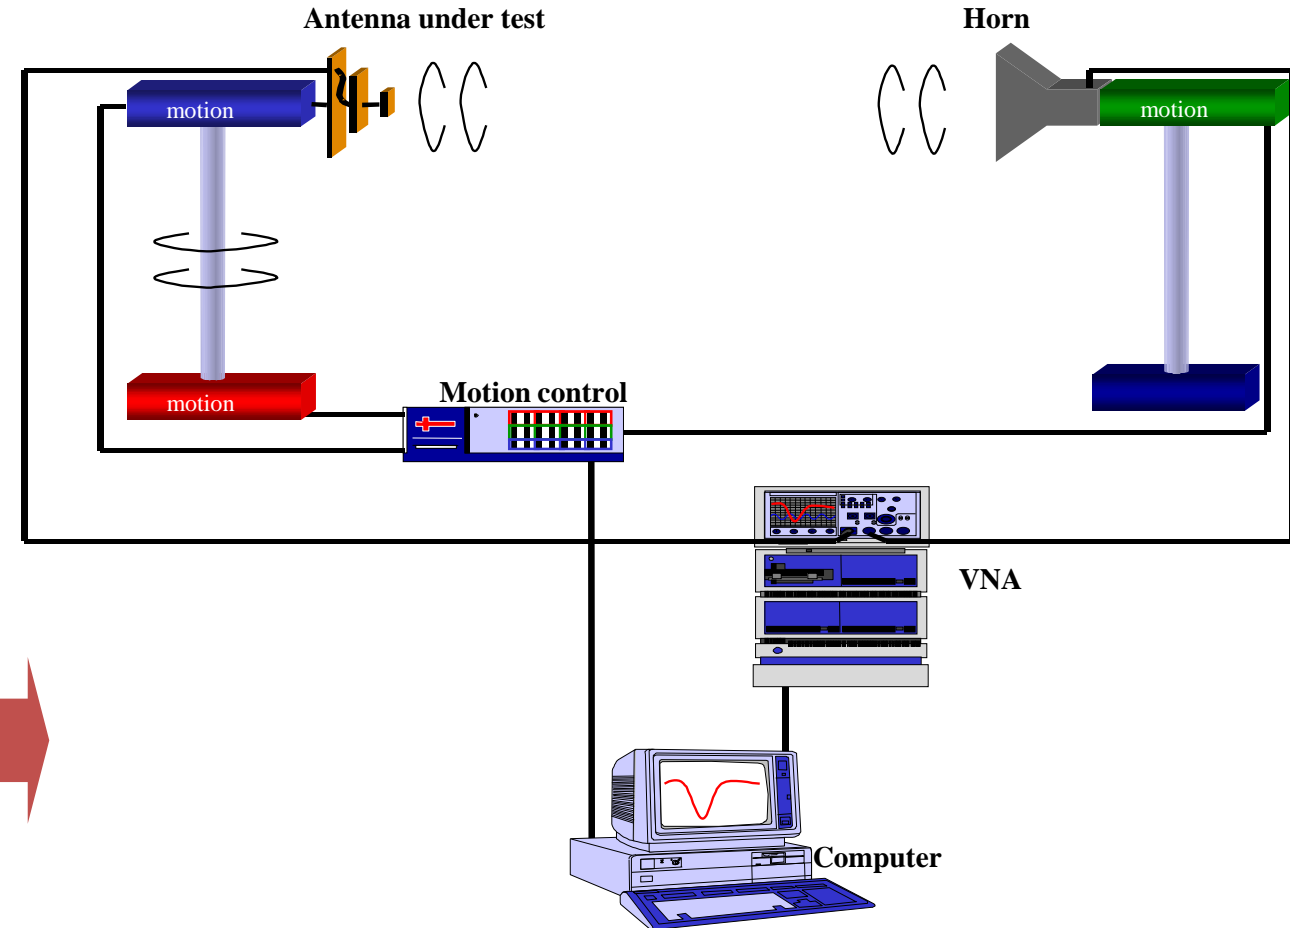 Antenna under test
Horn
motion
motion
motion
Motion control
VNA
Computer